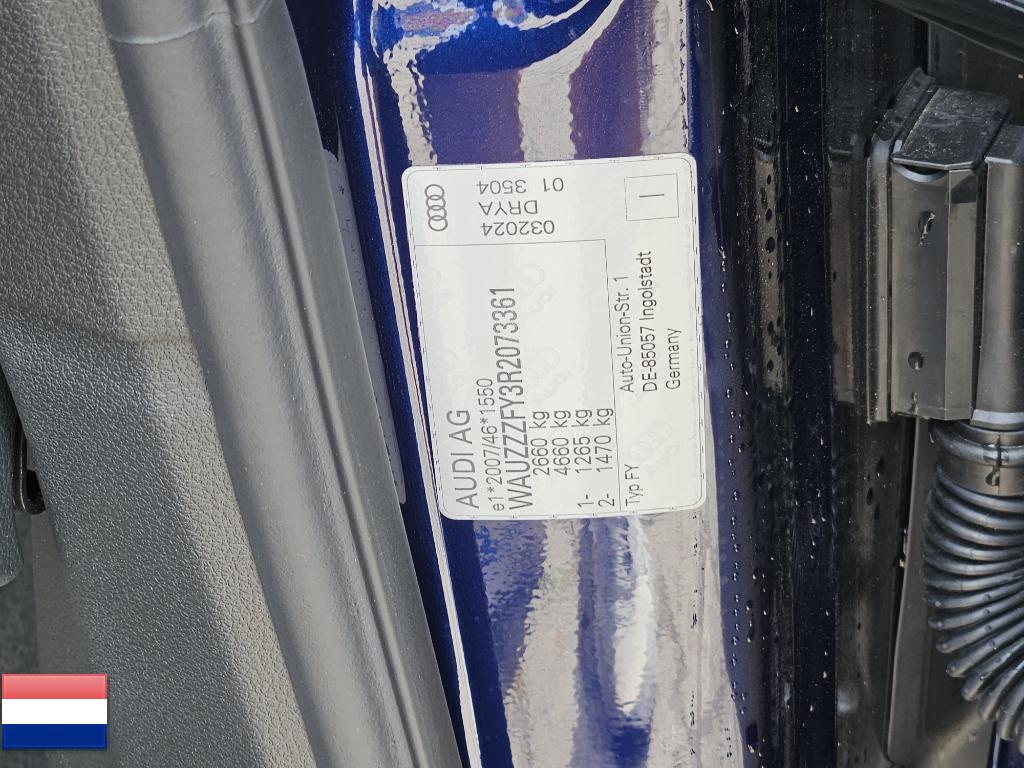 AUDI AG
e1*2007/46*1550
WAUZZZFY3R2073361
2660 kg
4660 kg
1- 1265 kg
2- 1470 kg
Typ FY
Auto-Union-Str. 1
DE-85057 Ingolstadt
Germany
032024
DRYA
01 3504
I